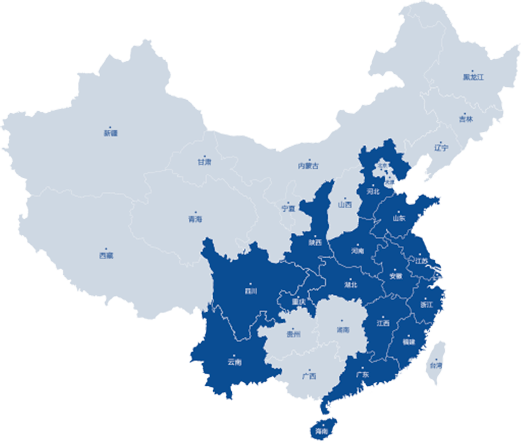 黑龙江
吉林
新疆
辽宁
甘肃
内蒙古
北京
天津
河北
山西
宁夏
青海
山东
陕西
河南
西藏
江苏
安徽
四川
湖北
重庆
浙江
江西
湖南
贵州
福建
云南
台湾
广西
广东
海南